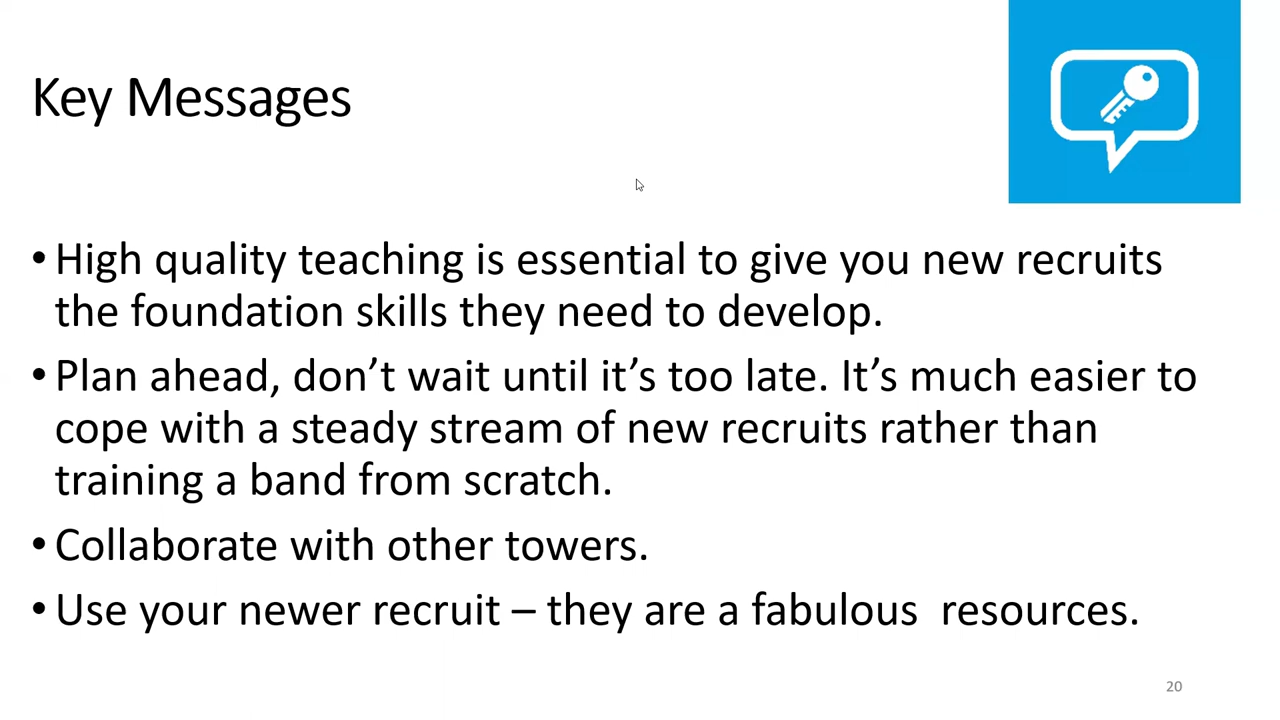 Key Messages
• High quality teaching is essential to give you new recruits
the foundation skills they need to develop.
• Plan ahead, don’t wait until it’s too late. It’s much easier to
cope with a steady stream of new recruits rather than
training a band from scratch.
• Collaborate with other towers.
• Use your newer recruit – they are a fabulous  resources.
20